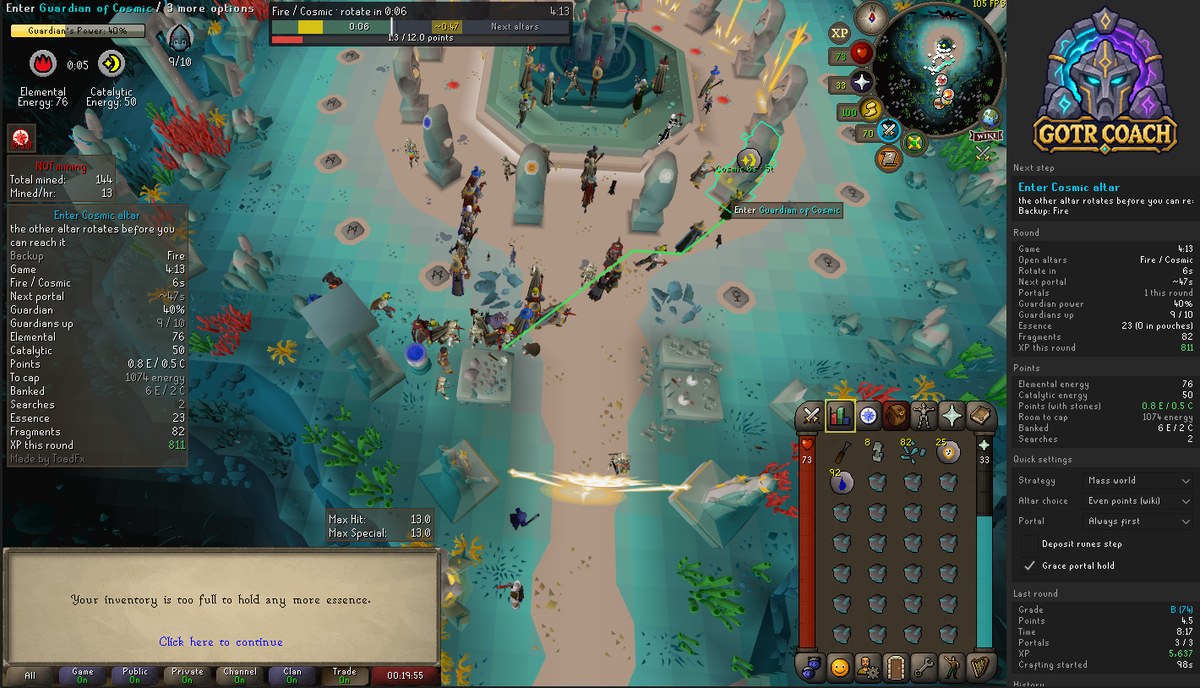 Enter Guardian of Cosmic / 3 more options
Guardian's Power: 40%
0:05
9/10
Elemental Energy: 76
Catalytic Energy: 50
Fire / Cosmic rotate in 0:06
4:13
0:06
~0:47
Next altars
1.3 / 12.0 points
105 FPS
XP
73
33
100
70
WIKI
NOT mining
Total mined: 144
Mined/hr: 13
Enter Cosmic altar
the other altar rotates before you
can reach it
Backup Fire
Game 4:13
Fire / Cosmic 6s
Next portal ~47s
Guardian 40%
Guardians up 9 / 10
Elemental 76
Catalytic 50
Points 0.8 E / 0.5 C
To cap 1074 energy
Banked 6 E / 2 C
Searches 2
Essence 23
Fragments 82
XP this round 811
Made by ToadFx
Enter Guardian of Cosmic
Max Hit: 13.0
Max Special: 13.0
Your inventory is too full to hold any more essence.
Click here to continue
All
Game On
Public On
Private On
Channel On
Clan On
Trade On
00:19:55
73
8
82
25
92
33
GOTR COACH
Next step
Enter Cosmic altar
the other altar rotates before you can re
Backup: Fire
Round
Game 4:13
Open altars Fire / Cosmic
Rotate in 6s
Next portal ~47s
Portals 1 this round
Guardian power 40%
Guardians up 9 / 10
Essence 23 (0 in pouches)
Fragments 82
XP this round 811
Points
Elemental energy 76
Catalytic energy 50
Points (with stones) 0.8 E / 0.5 C
Room to cap 1074 energy
Banked 6 E / 2 C
Searches 2
Quick settings
Strategy Mass world
Altar choice Even points (wiki)
Portal Always first
Deposit runes step
Grace portal hold
Last round
Grade B (74)
Points 4.5
Time 8:17
Portals 3 / 3
XP 5,637
Crafting started 98s
History